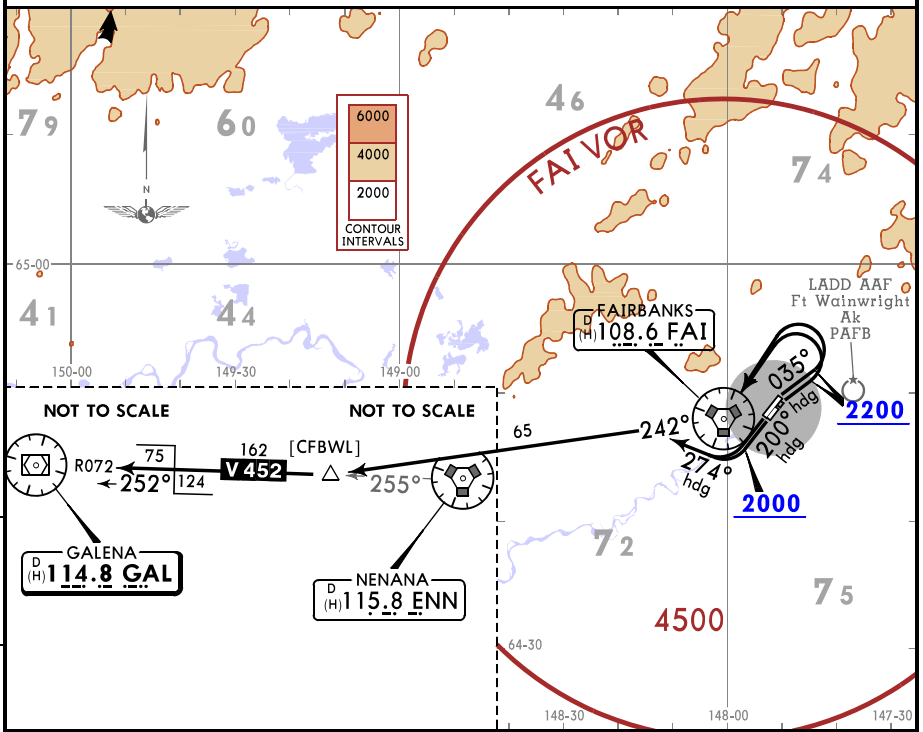 79
60
46
74
6000
4000
2000
CONTOUR
INTERVALS
N
FAI VOR
65-00
41
44
LADD AAF
Ft Wainwright
Ak
PAFB
FAIRBANKS
D
(H)
108.6 FAI
150-00
149-30
149-00
035°
hdg
2200
NOT TO SCALE
NOT TO SCALE
242°
200°
hdg
274°
hdg
65
162
[CFBWL]
75
R072
V 452
124
252°
255°
2000
GALENA
D
(H)
114.8 GAL
NENANA
D
(H)
115.8 ENN
72
75
4500
64-30
148-30
148-00
147-30